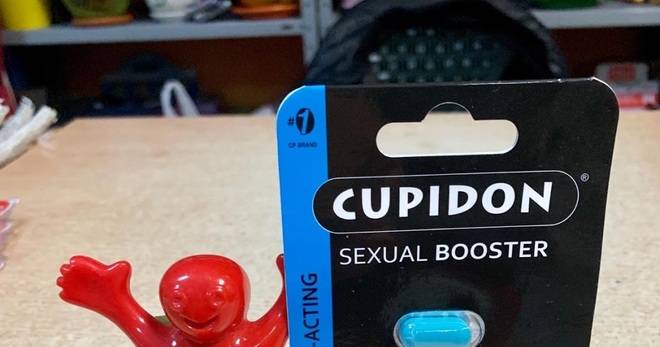 #1
CP BRAND
CUPIDON®
SEXUAL BOOSTER
-ACTING